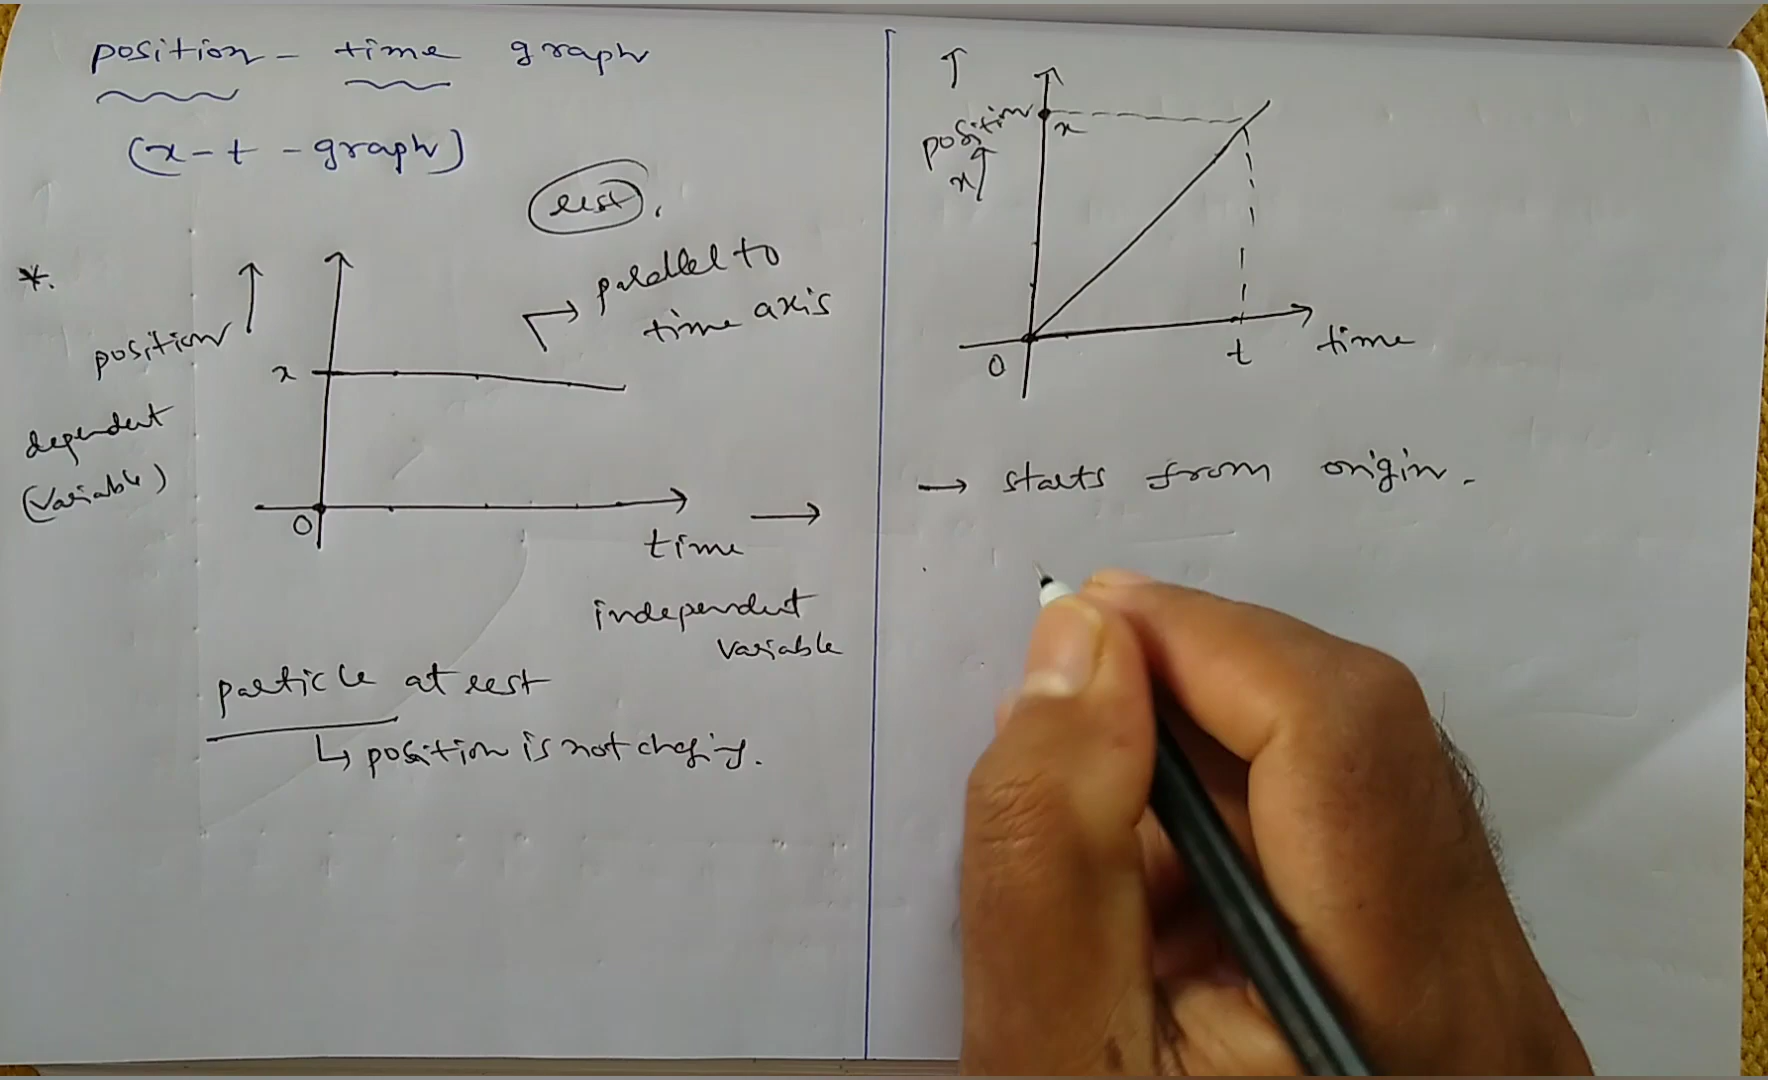 position - time graph
(x-t-graph)
rest.
*.
parallel to
time axis
position
x
dependent
(variable)
0
time
independent
variable
particle at rest
position is not changing.
position
x
x
0
t
time
→ starts from origin.